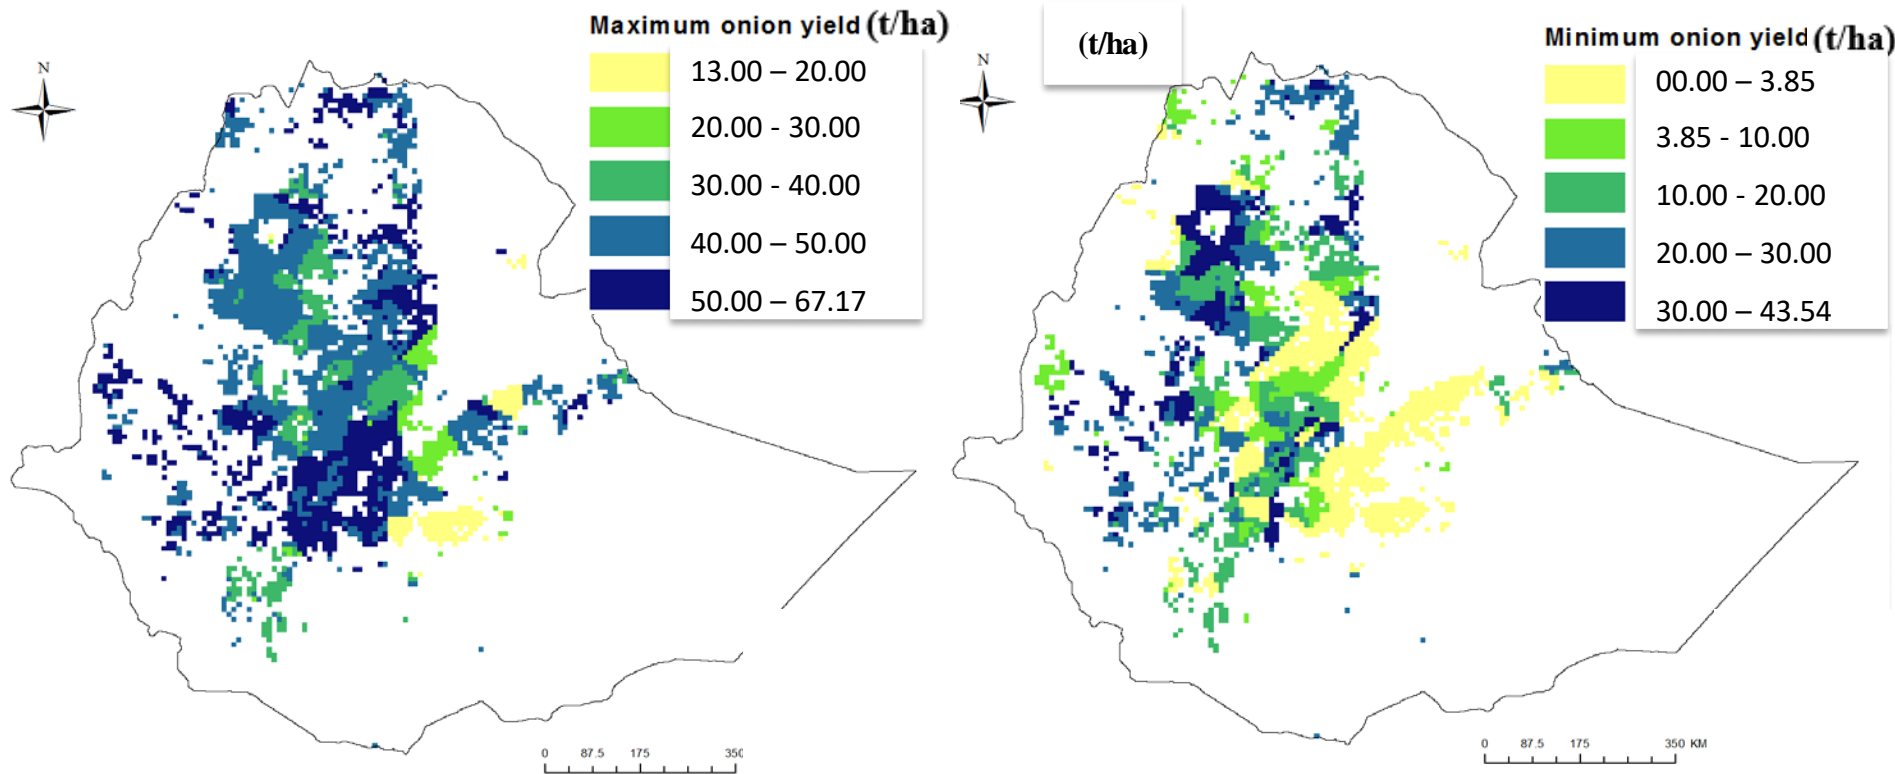 N
Maximum onion yield (t/ha)
13.00 – 20.00
20.00 - 30.00
30.00 - 40.00
40.00 – 50.00
50.00 – 67.17
0 87.5 175 350
N
(t/ha)
Minimum onion yield (t/ha)
00.00 – 3.85
3.85 - 10.00
10.00 - 20.00
20.00 – 30.00
30.00 – 43.54
0 87.5 175 350 KM